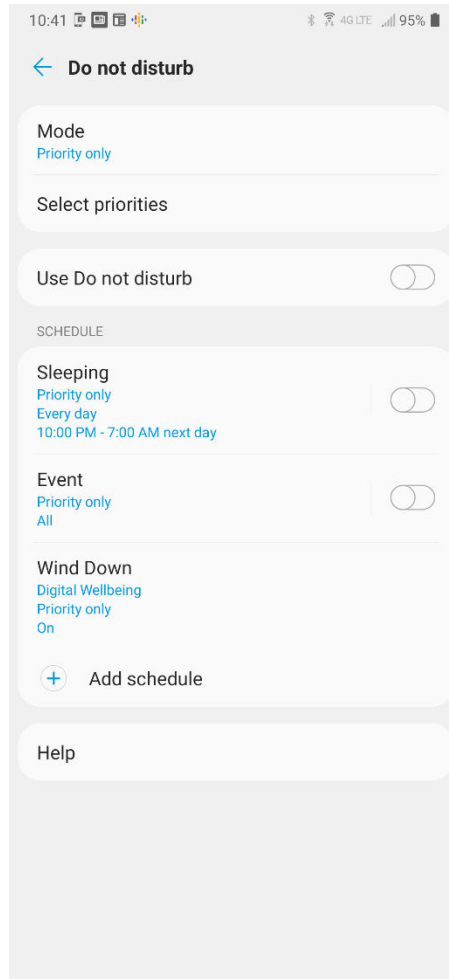 10:41 4G LTE 95%
Do not disturb
Mode
Priority only
Select priorities
Use Do not disturb
SCHEDULE
Sleeping
Priority only
Every day
10:00 PM - 7:00 AM next day
Event
Priority only
All
Wind Down
Digital Wellbeing
Priority only
On
Add schedule
Help